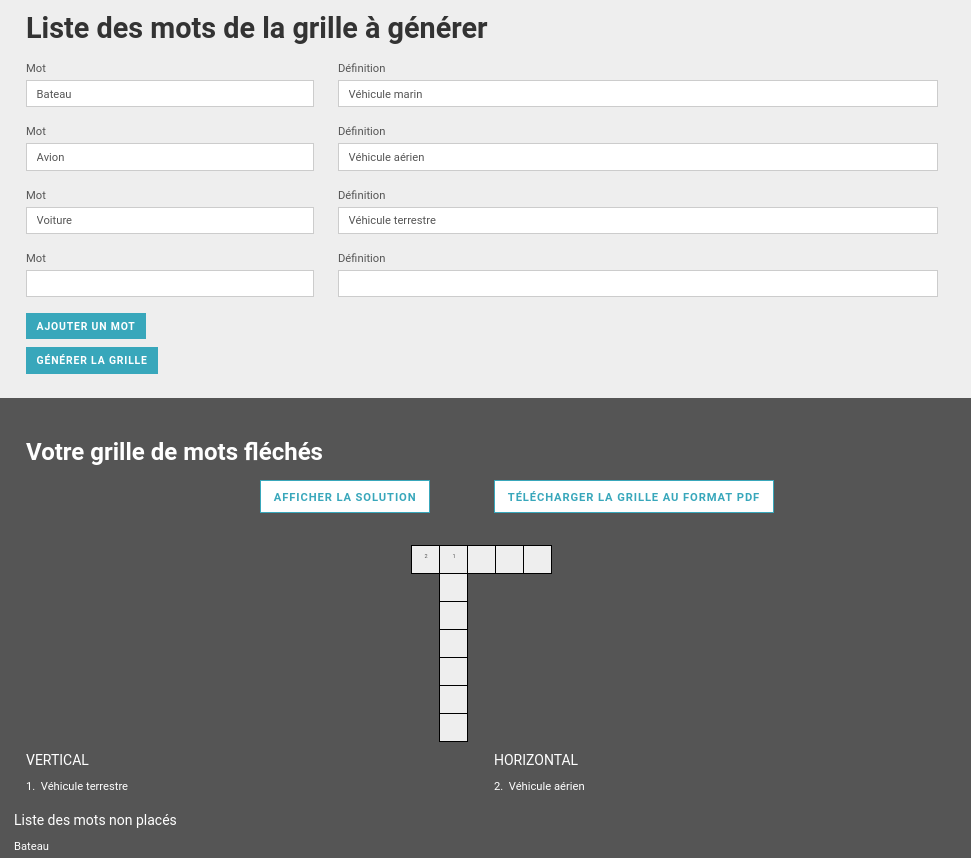 Liste des mots de la grille à générer
Mot Définition
Bateau Véhicule marin
Mot Définition
Avion Véhicule aérien
Mot Définition
Voiture Véhicule terrestre
Mot Définition
AJOUTER UN MOT
GÉNÉRER LA GRILLE
Votre grille de mots fléchés
AFFICHER LA SOLUTION TÉLÉCHARGER LA GRILLE AU FORMAT PDF
2 1
VERTICAL HORIZONTAL
1. Véhicule terrestre 2. Véhicule aérien
Liste des mots non placés
Bateau